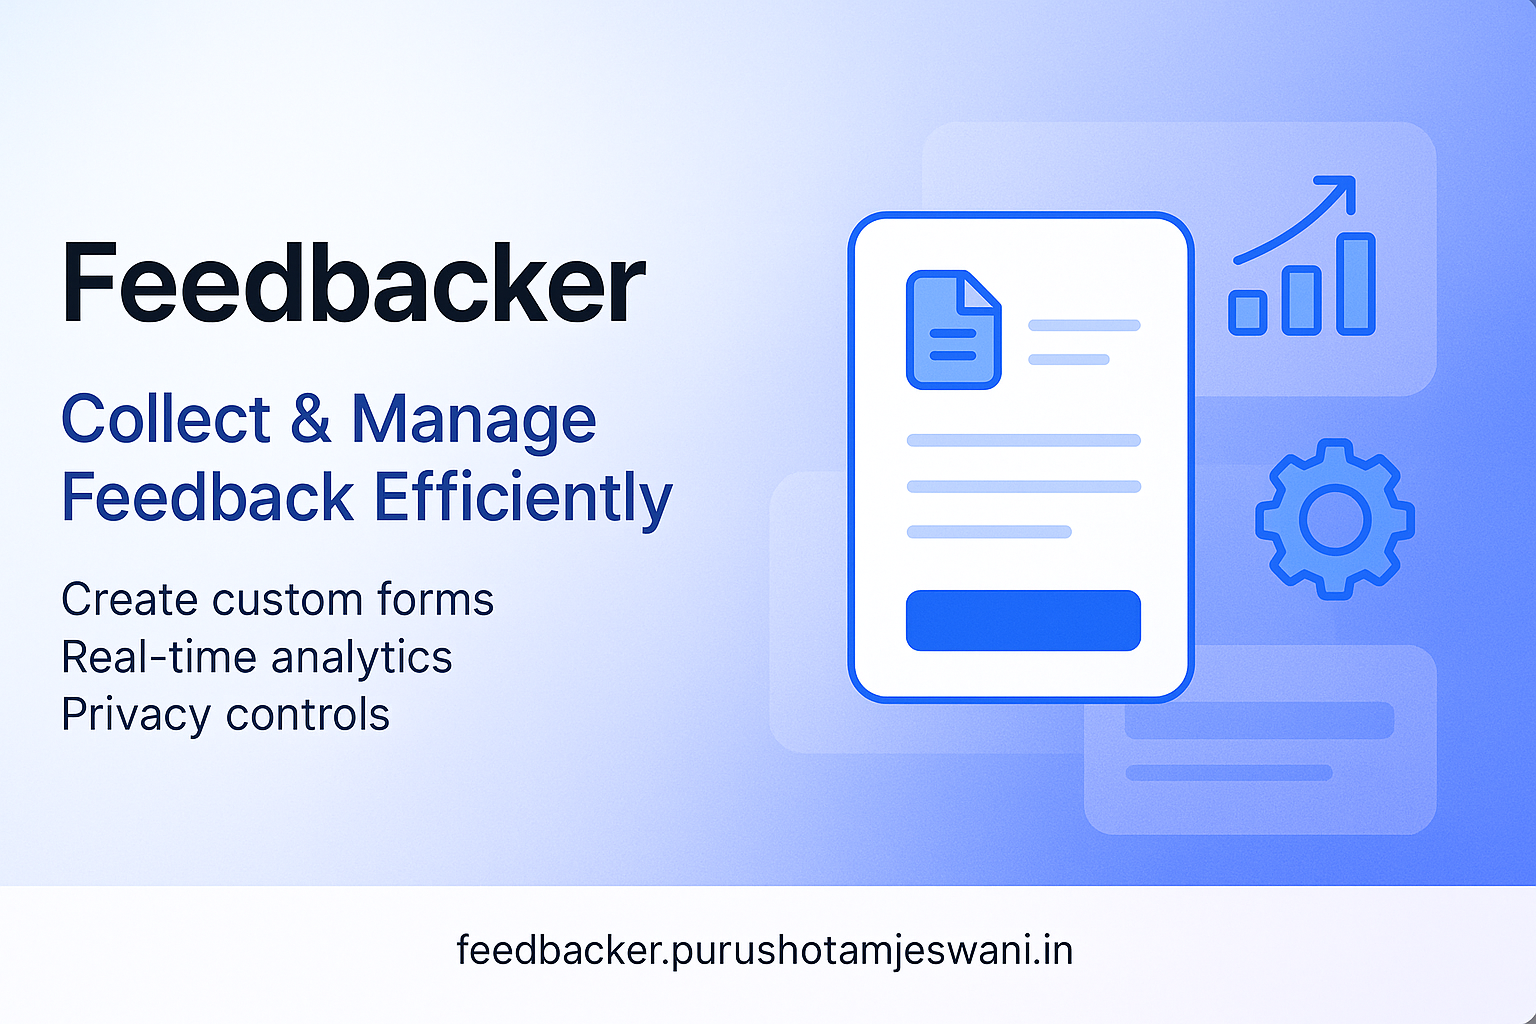 Feedbacker
Collect & Manage
Feedback Efficiently
Create custom forms
Real-time analytics
Privacy controls
feedbacker.purushotamjeswani.in